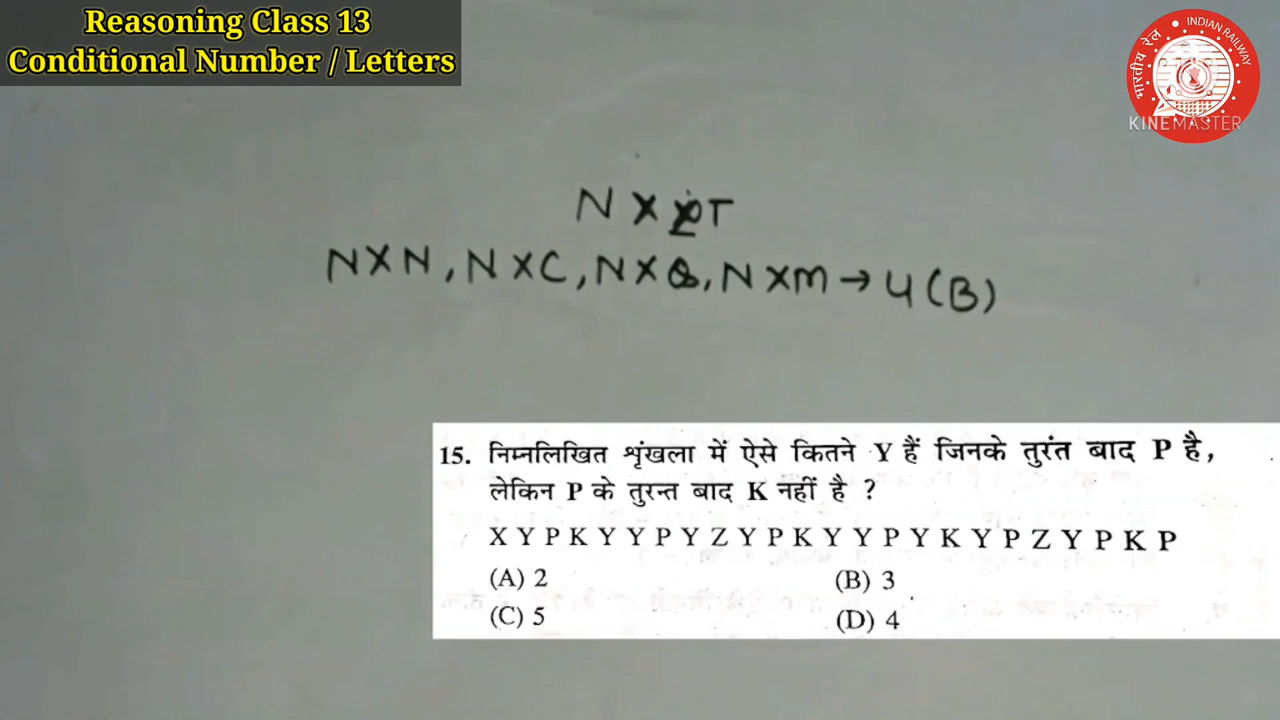 Reasoning Class 13
Conditional Number / Letters
भारतीय रेल
INDIAN RAILWAY
KINEMASTER
N X T
NXN, NXC, NXQ, NXM → 4 (B)
15. निम्नलिखित शृंखला में ऐसे कितने Y हैं जिनके तुरंत बाद P है,
लेकिन P के तुरन्त बाद K नहीं है ?
X Y P K Y Y P Y Z Y P K Y Y P Y K Y P Z Y P K P
(A) 2 (B) 3
(C) 5 (D) 4